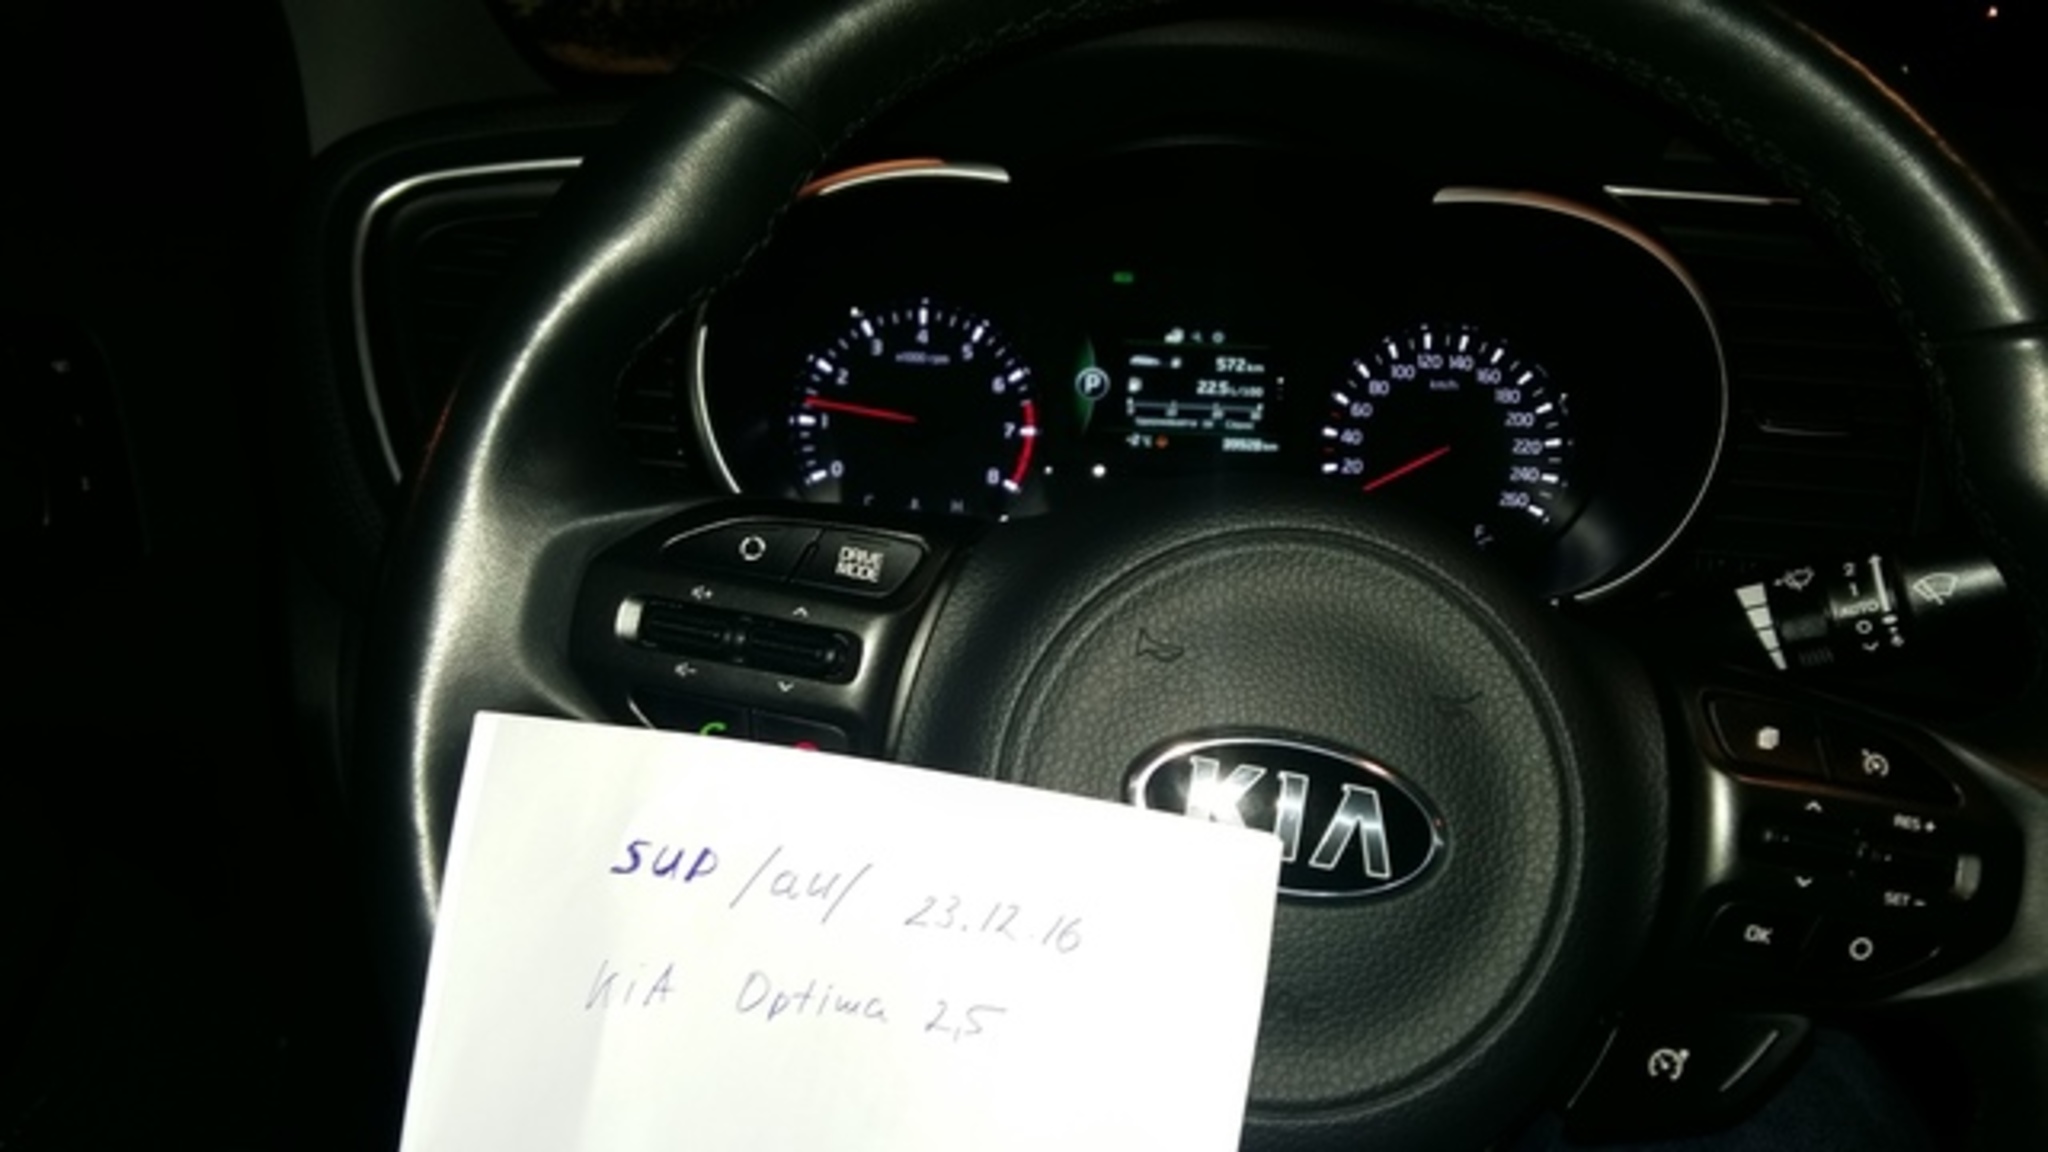 4
3 5
x1000 rpm
2 6
1 7
0 8
C A H
P
572 km
22.5 L/100
-2°C
120 140
100 160
80 km/h 180
60 200
40 220
20 240
260
DRIVE
MODE
2
1
AUTO
O
RES +
SET -
OK
KIA
sup /au/ 23.12.16
KiA Optima 2,5